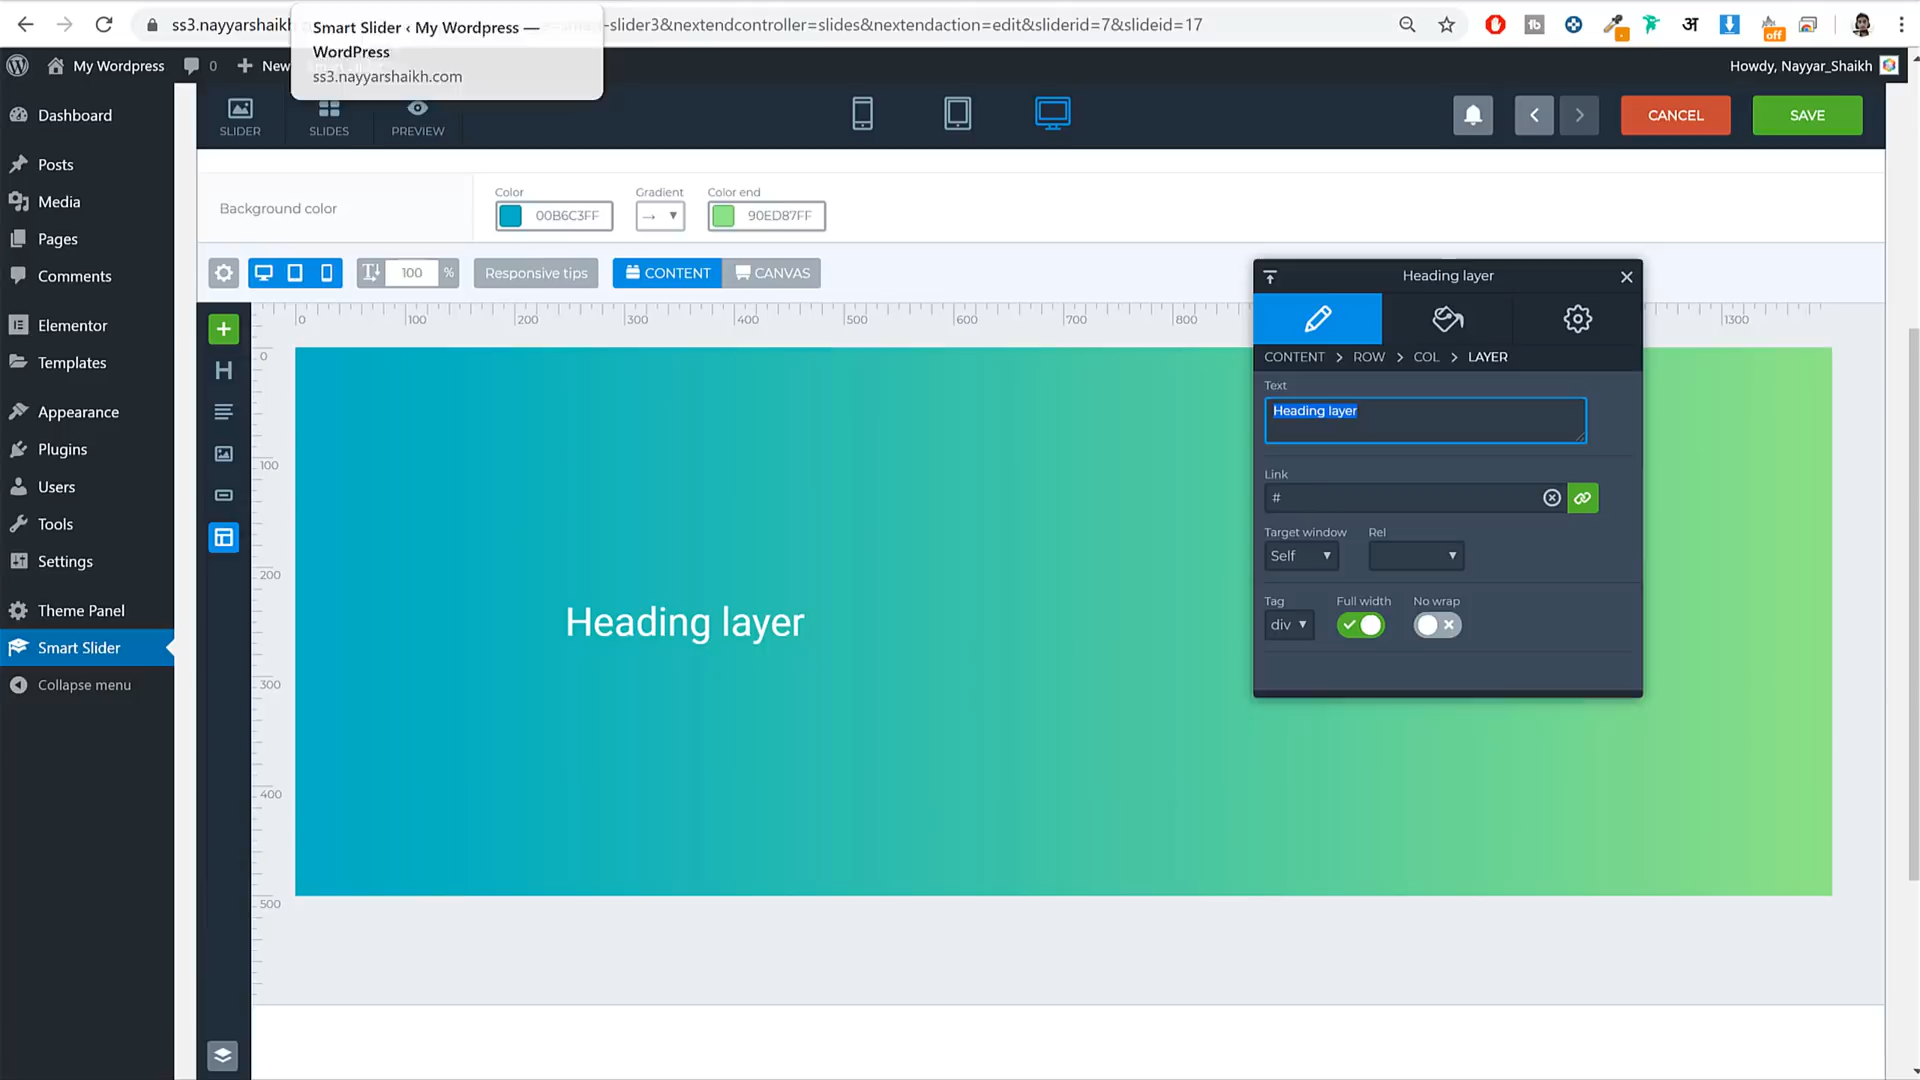 ss3.nayyarshaikh
-slider3&nextendcontroller=slides&nextendaction=edit&sliderid=7&slideid=17
Smart Slider ‹ My Wordpress —
WordPress
ss3.nayyarshaikh.com
off
My Wordpress
0
New
Howdy, Nayyar_Shaikh
Dashboard
Posts
Media
Pages
Comments
Elementor
Templates
Appearance
Plugins
Users
Tools
Settings
Theme Panel
Smart Slider
Collapse menu
SLIDER
SLIDES
PREVIEW
CANCEL
SAVE
Background color
Color
00B6C3FF
Gradient
Color end
90ED87FF
100 %
Responsive tips
CONTENT
CANVAS
0 100 200 300 400 500 600 700 800 1300
0
100
200
300
400
500
Heading layer
Heading layer
CONTENT > ROW > COL > LAYER
Text
Heading layer
Link
#
Target window
Rel
Self
Tag
Full width
No wrap
div